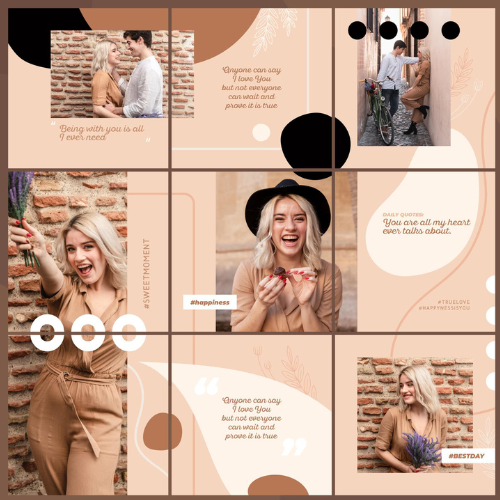 Anyone can say
I love You
but not everyone
can wait and
prove it is true
“
Being with you is all
I ever need
”
#SWEETMOMENT
#happiness
DAILY QUOTES
You are all my heart
ever talks about.
#TRUELOVE
#HAPPYNESSINYOU
“
Anyone can say
I love You
but not everyone
can wait and
prove it is true
”
#BESTDAY